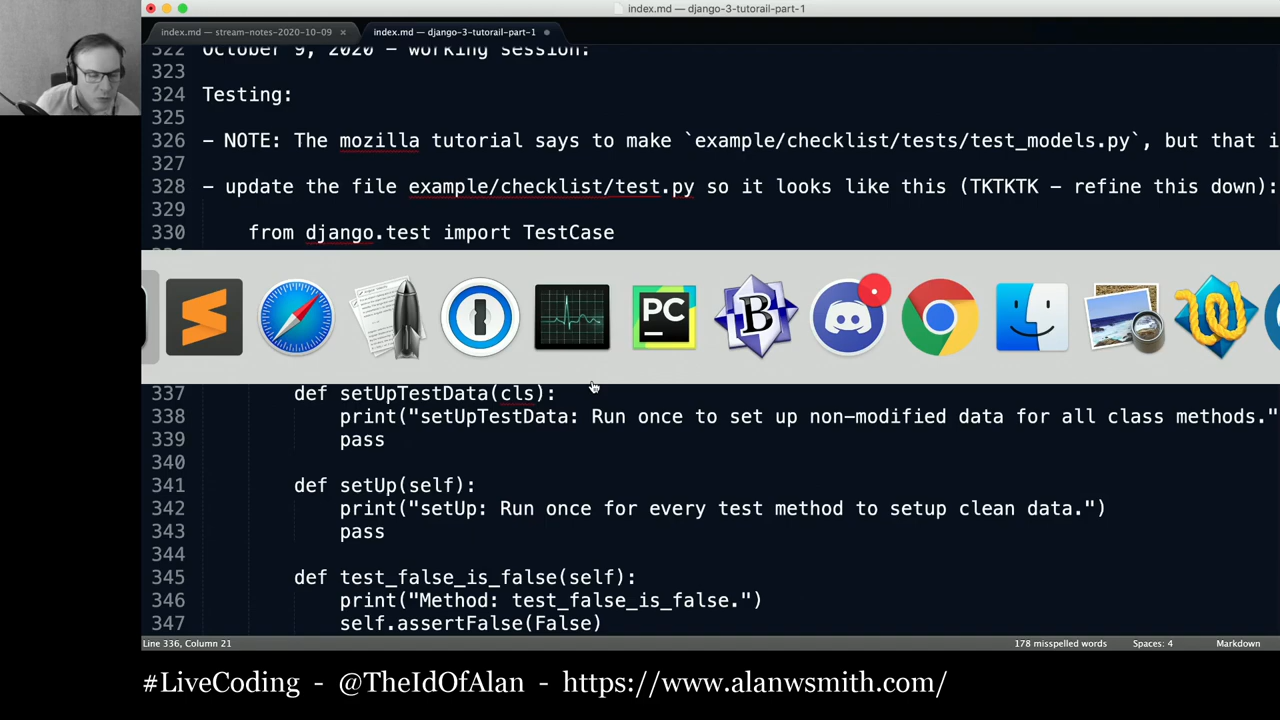 index.md — django-3-tutorail-part-1
index.md — stream-notes-2020-10-09
index.md — django-3-tutorail-part-1
322 October 9, 2020 - working session:
323
324 Testing:
325
326 - NOTE: The mozilla tutorial says to make `example/checklist/tests/test_models.py`, but that i
327
328 - update the file example/checklist/test.py so it looks like this (TKTKTK - refine this down):
329
330 from django.test import TestCase
PC
B
337 def setUpTestData(cls):
338 print("setUpTestData: Run once to set up non-modified data for all class methods."
339 pass
340
341 def setUp(self):
342 print("setUp: Run once for every test method to setup clean data.")
343 pass
344
345 def test_false_is_false(self):
346 print("Method: test_false_is_false.")
347 self.assertFalse(False)
Line 336, Column 21
178 misspelled words
Spaces: 4
Markdown
#LiveCoding - @TheIdOfAlan - https://www.alanwsmith.com/